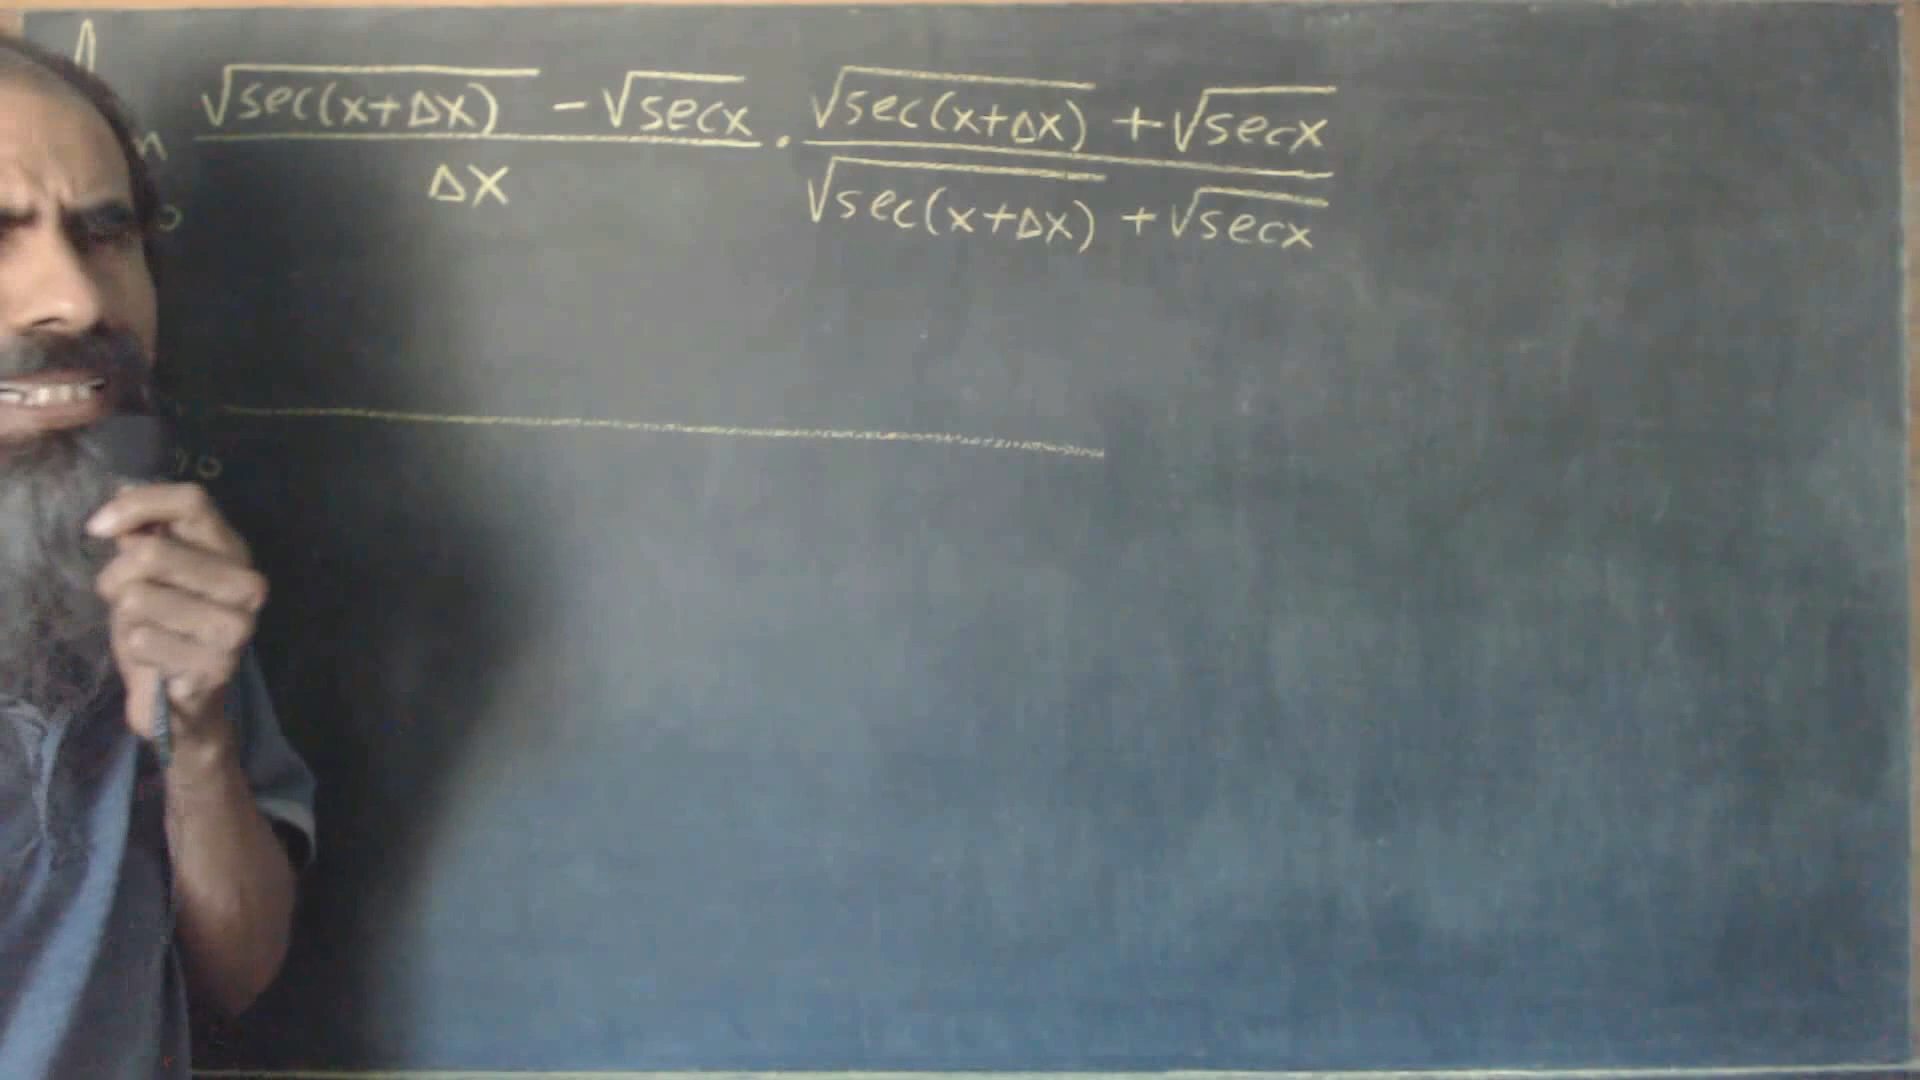 √sec(x+Δx) - √secx · √sec(x+Δx) + √secx
Δx √sec(x+Δx) + √secx